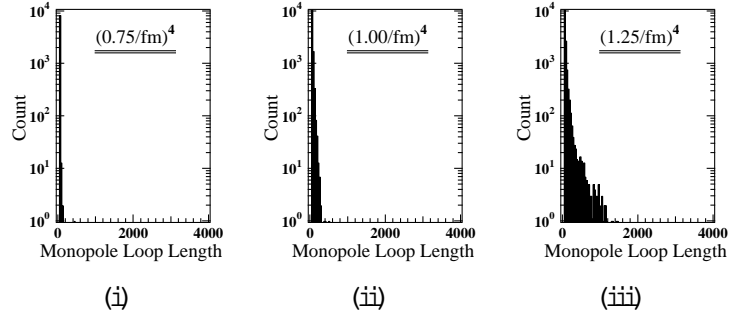 10⁴
10³
10²
10¹
10⁰
Count
(0.75/fm)⁴
0 2000 4000
Monopole Loop Length
(i)
10⁴
10³
10²
10¹
10⁰
Count
(1.00/fm)⁴
0 2000 4000
Monopole Loop Length
(ii)
10⁴
10³
10²
10¹
10⁰
Count
(1.25/fm)⁴
0 2000 4000
Monopole Loop Length
(iii)